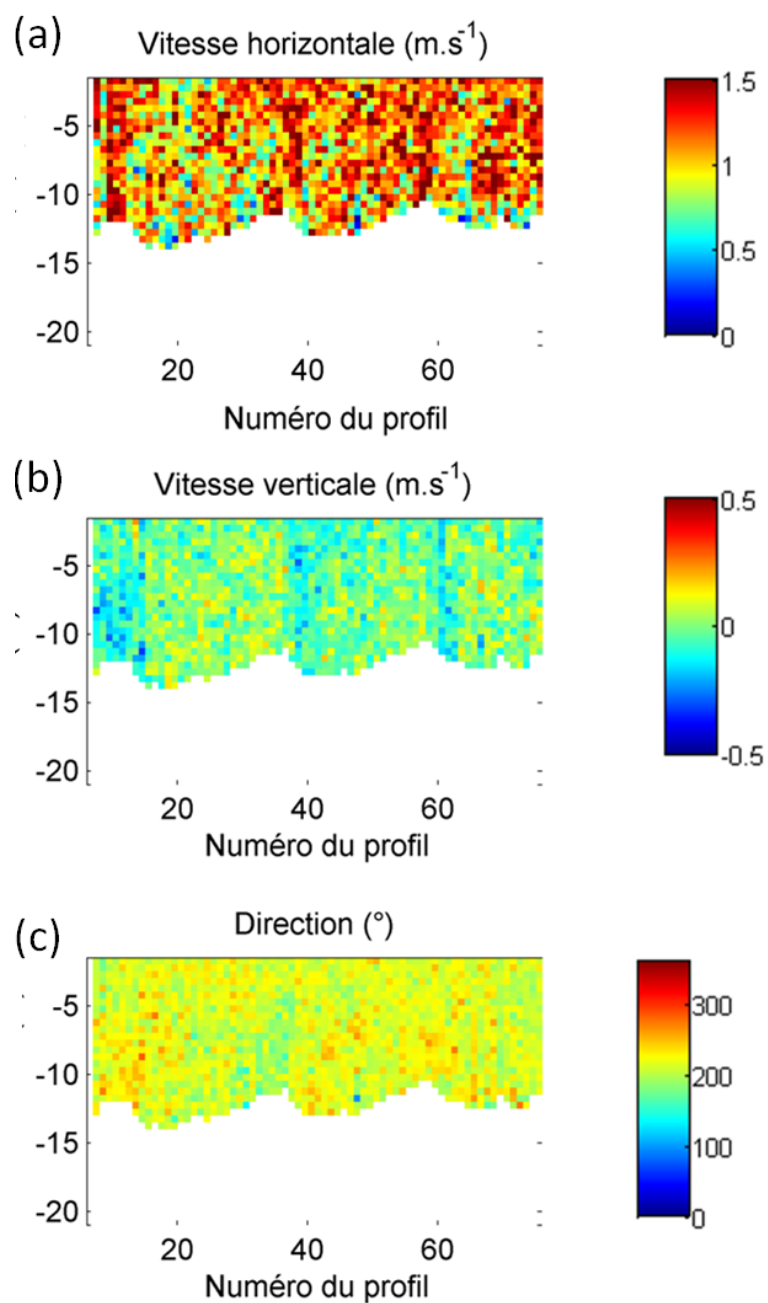 (a)
Vitesse horizontale (m.s-1)
-5
-10
-15
-20
20 40 60
Numéro du profil
1.5
1
0.5
0
(b)
Vitesse verticale (m.s-1)
-5
-10
-15
-20
20 40 60
Numéro du profil
0.5
0
-0.5
(c)
Direction (°)
-5
-10
-15
-20
20 40 60
Numéro du profil
300
200
100
0